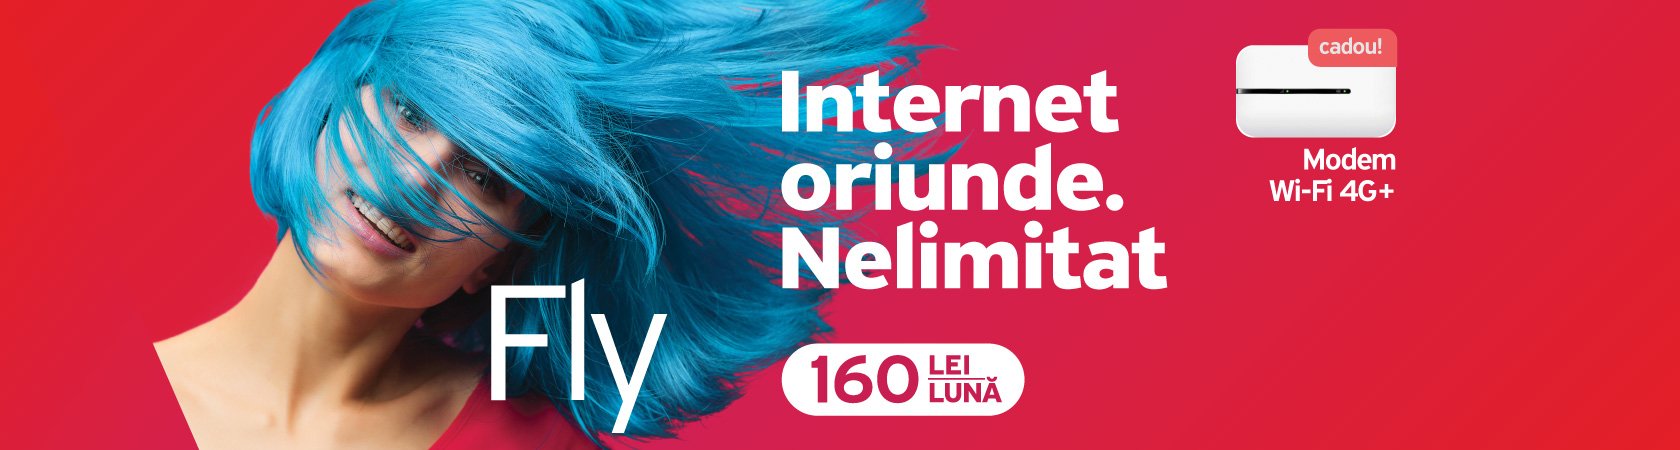 Fly
Internet
oriunde.
Nelimitat
160 LEI
LUNĂ
cadou!
Modem
Wi-Fi 4G+